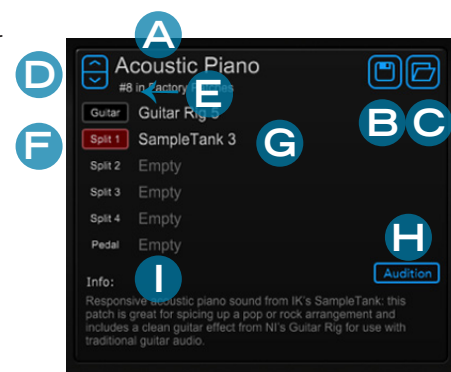 A
D
Acoustic Piano
#8 in Factory Patches
E
B
C
Guitar Guitar Rig 5
F
Split 1 SampleTank 3
G
Split 2 Empty
Split 3 Empty
Split 4 Empty
H
Pedal Empty
Audition
I
Info:
Responsive acoustic piano sound from IK's SampleTank: this
patch is great for spicing up a pop or rock arrangement and
includes a clean guitar effect from NI's Guitar Rig for use with
traditional guitar audio.